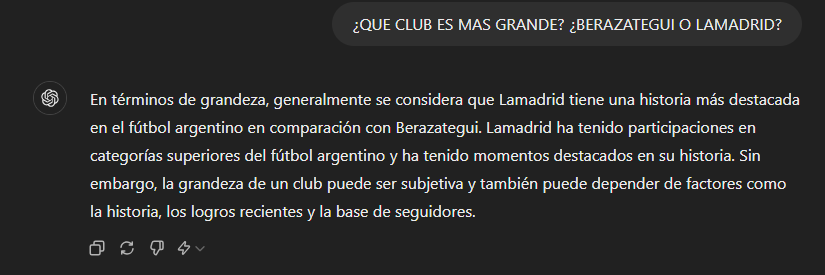 ¿QUE CLUB ES MAS GRANDE? ¿BERAZATEGUI O LAMADRID?
En términos de grandeza, generalmente se considera que Lamadrid tiene una historia más destacada
en el fútbol argentino en comparación con Berazategui. Lamadrid ha tenido participaciones en
categorías superiores del fútbol argentino y ha tenido momentos destacados en su historia. Sin
embargo, la grandeza de un club puede ser subjetiva y también puede depender de factores como
la historia, los logros recientes y la base de seguidores.